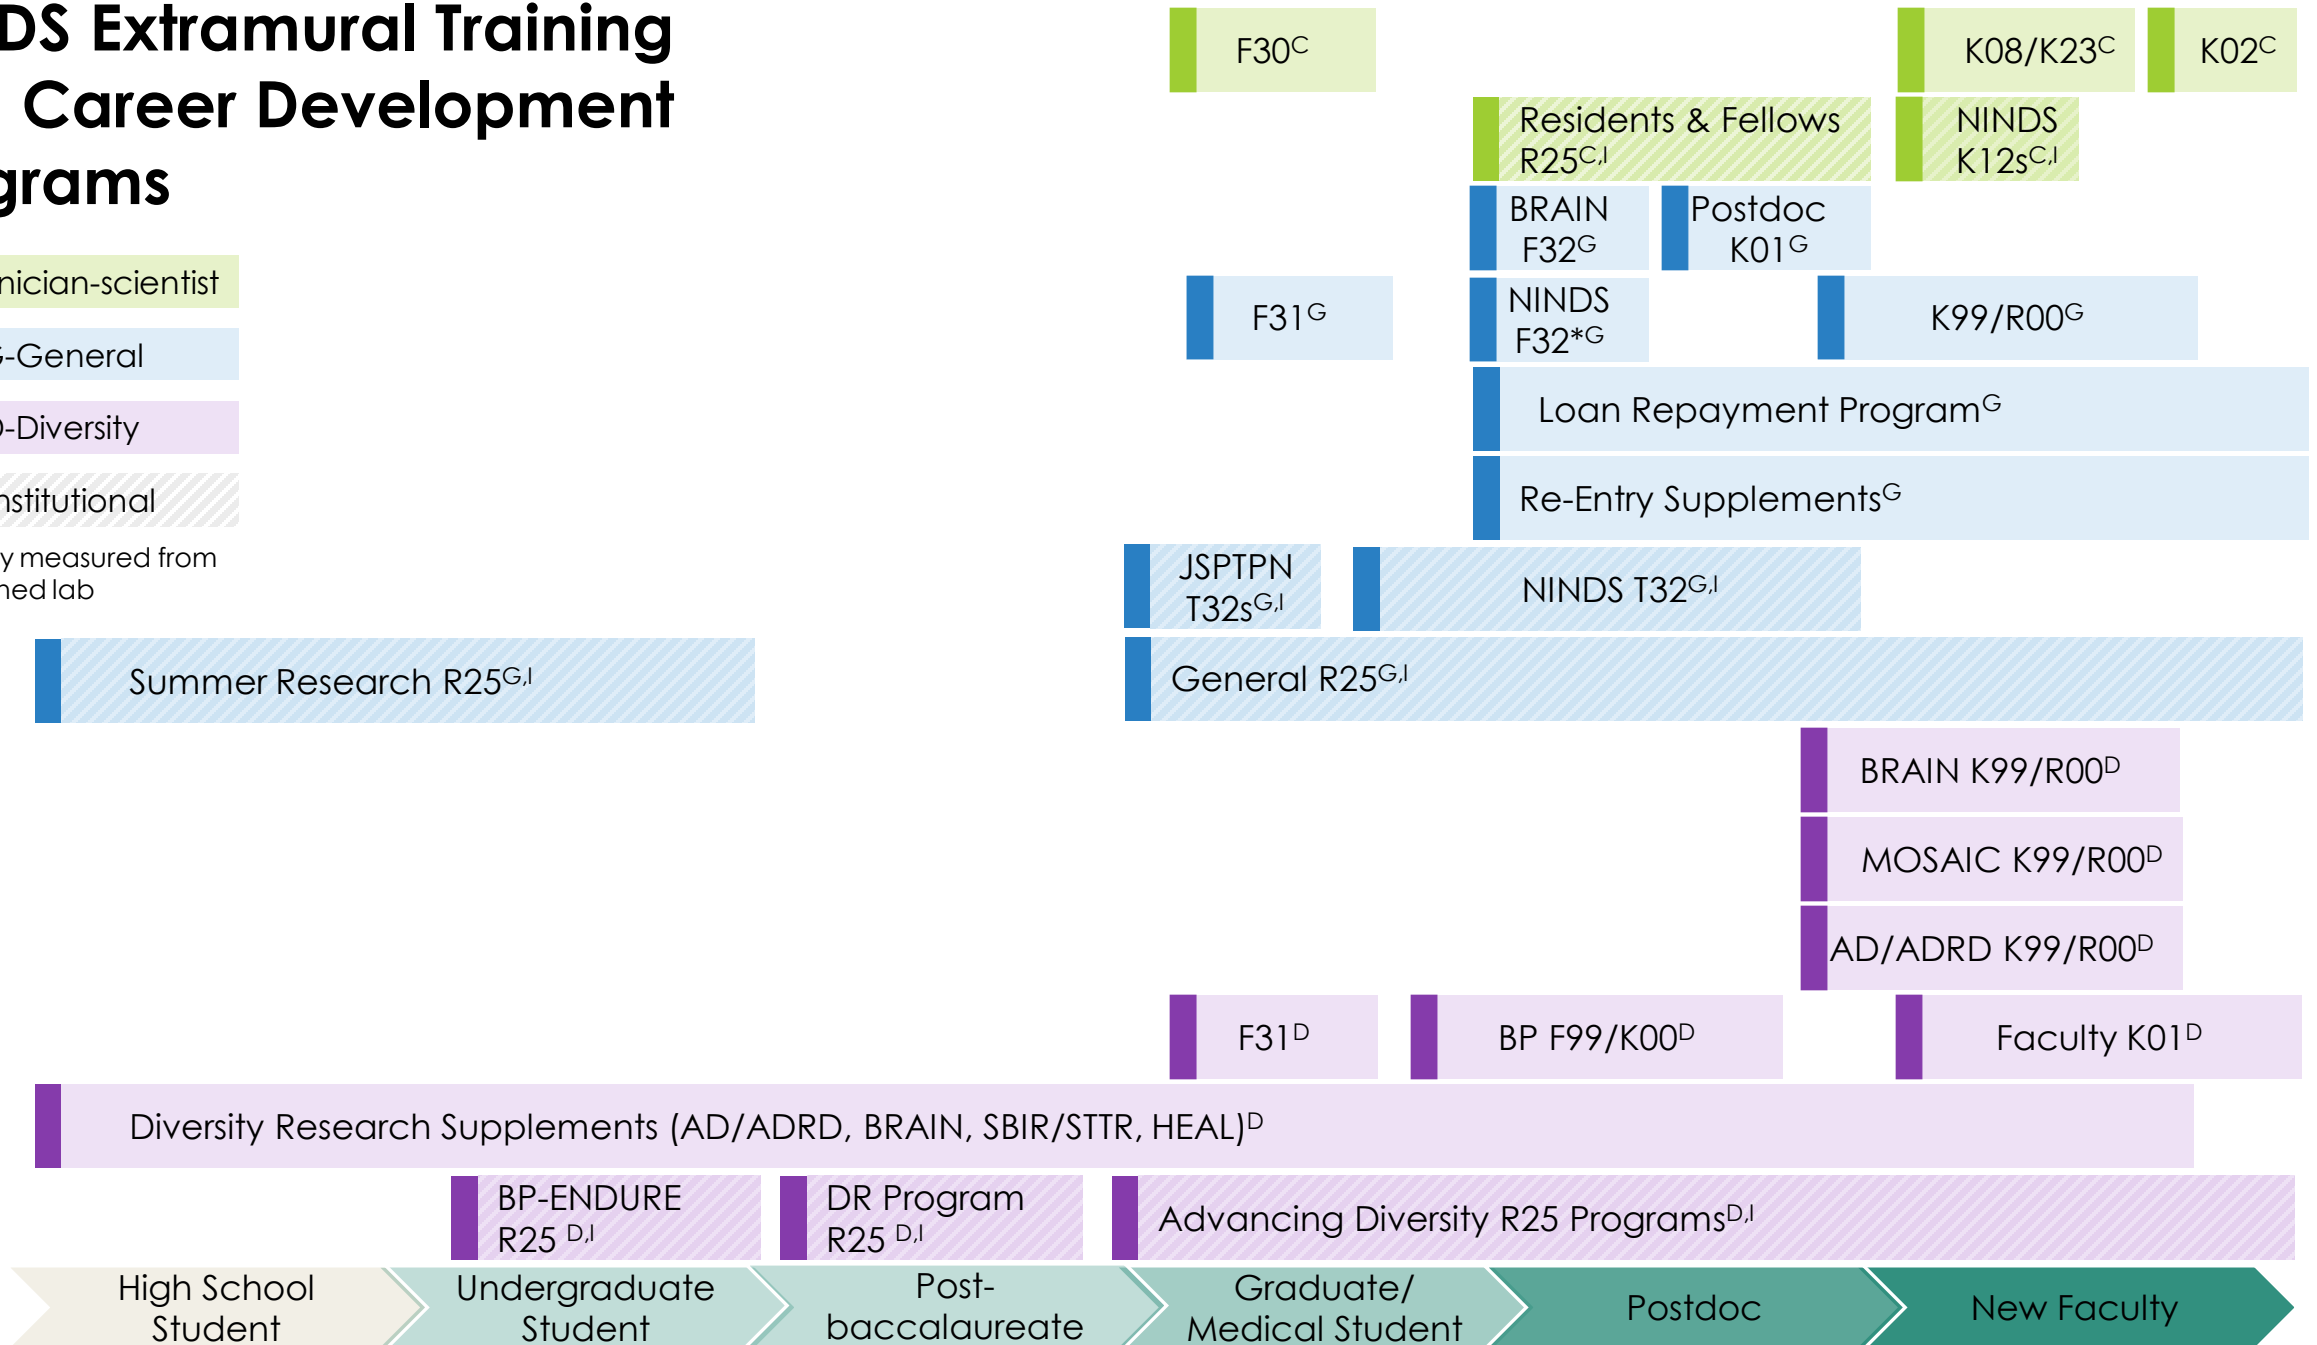 DS Extramural Training
Career Development
grams
nician-scientist
-General
-Diversity
nstitutional
y measured from
ned lab
F30C
K08/K23C
K02C
Residents & Fellows
R25C,I
NINDS
K12sC,I
BRAIN
F32G
Postdoc
K01G
F31G
NINDS
F32*G
K99/R00G
Loan Repayment ProgramG
Re-Entry SupplementsG
JSPTPN
T32sG,I
NINDS T32G,I
Summer Research R25G,I
General R25G,I
BRAIN K99/R00D
MOSAIC K99/R00D
AD/ADRD K99/R00D
F31D
BP F99/K00D
Faculty K01D
Diversity Research Supplements (AD/ADRD, BRAIN, SBIR/STTR, HEAL)D
BP-ENDURE
R25 D,I
DR Program
R25 D,I
Advancing Diversity R25 ProgramsD,I
High School
Student
Undergraduate
Student
Post-
baccalaureate
Graduate/
Medical Student
Postdoc
New Faculty